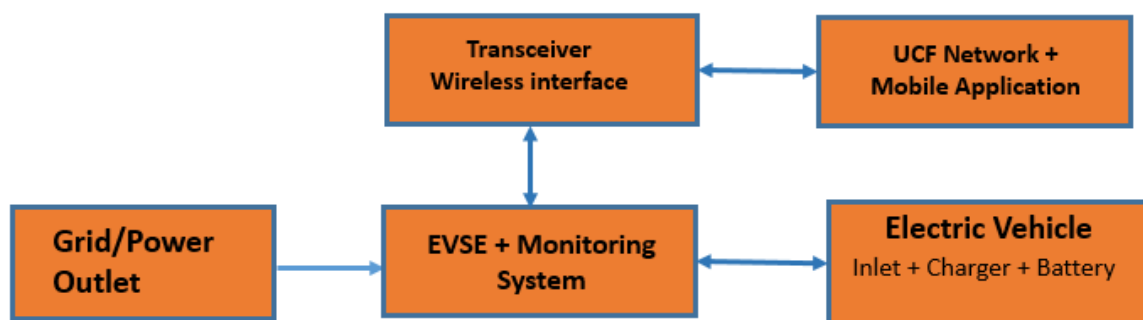 Transceiver
Wireless interface
UCF Network +
Mobile Application
Grid/Power
Outlet
EVSE + Monitoring
System
Electric Vehicle
Inlet + Charger + Battery